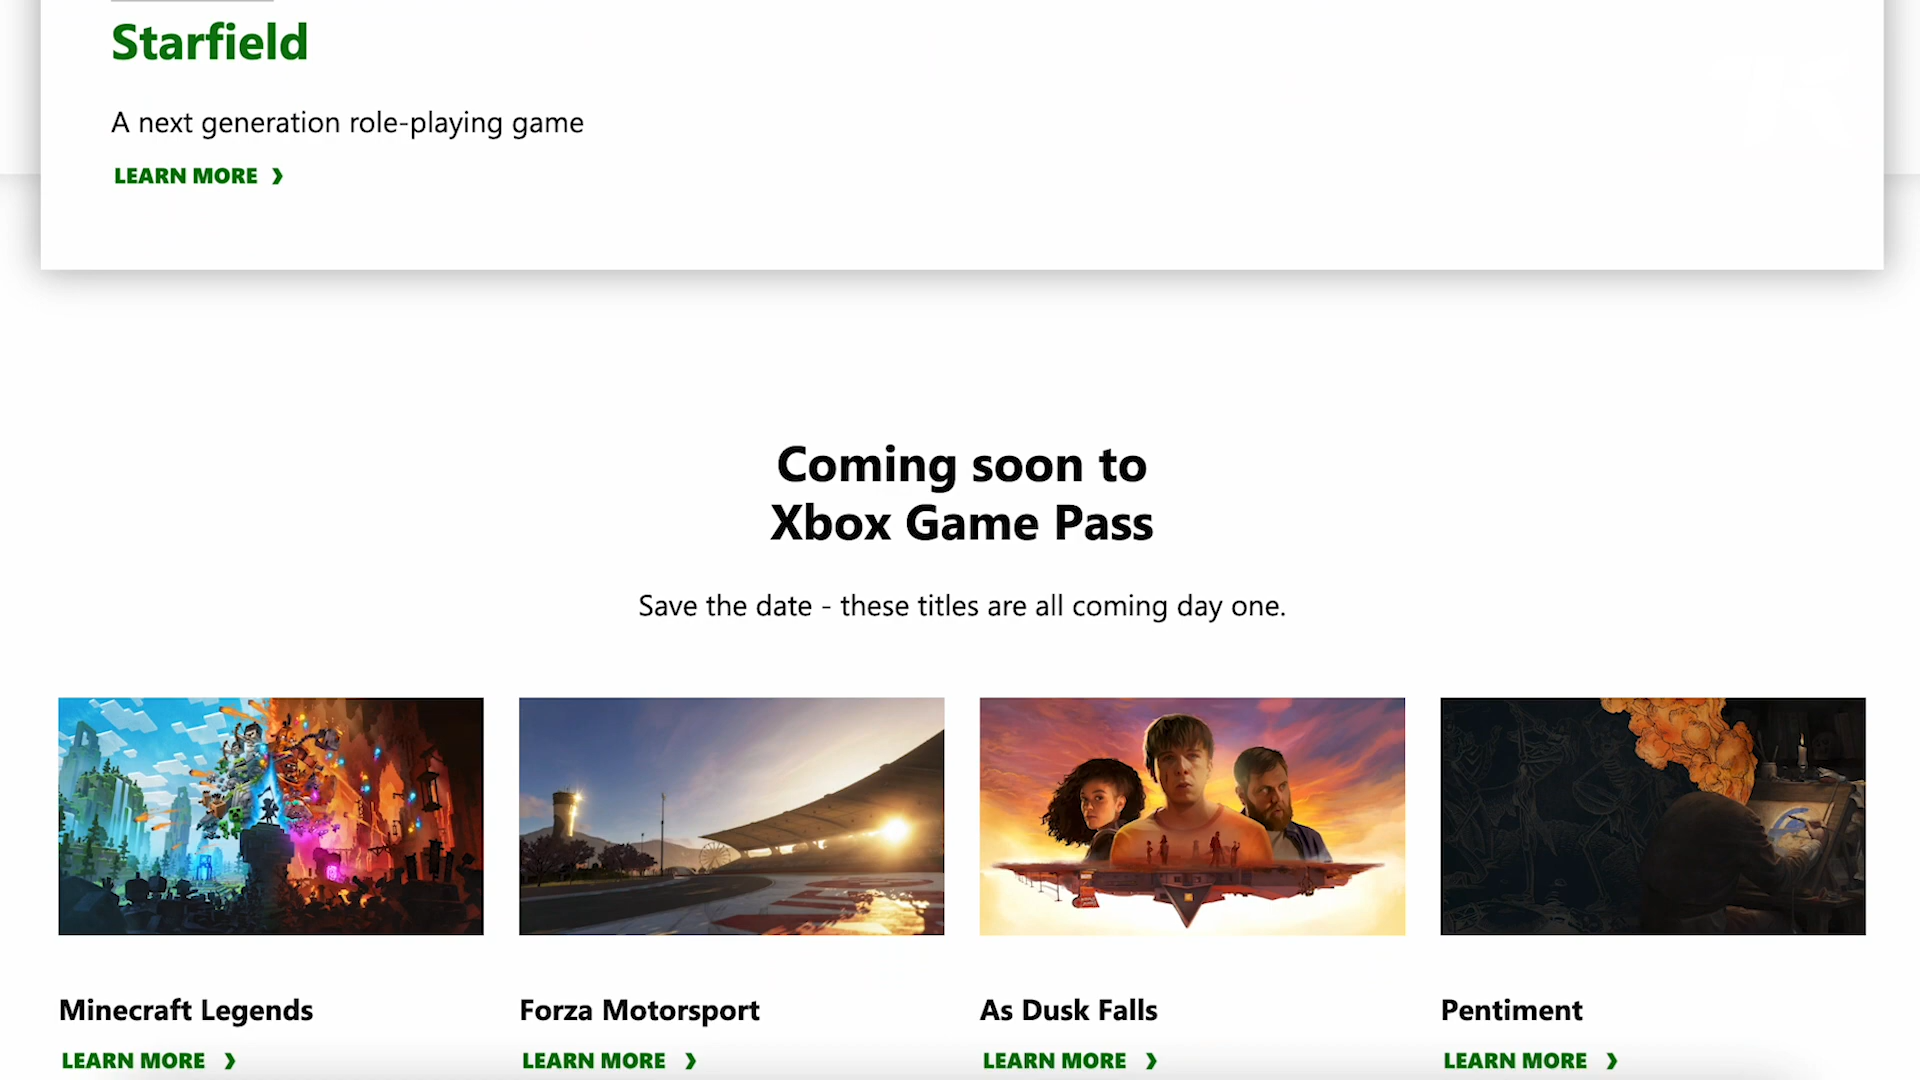 Starfield
A next generation role-playing game
LEARN MORE
Coming soon to
Xbox Game Pass
Save the date - these titles are all coming day one.
Minecraft Legends
Forza Motorsport
As Dusk Falls
Pentiment
LEARN MORE
LEARN MORE
LEARN MORE
LEARN MORE